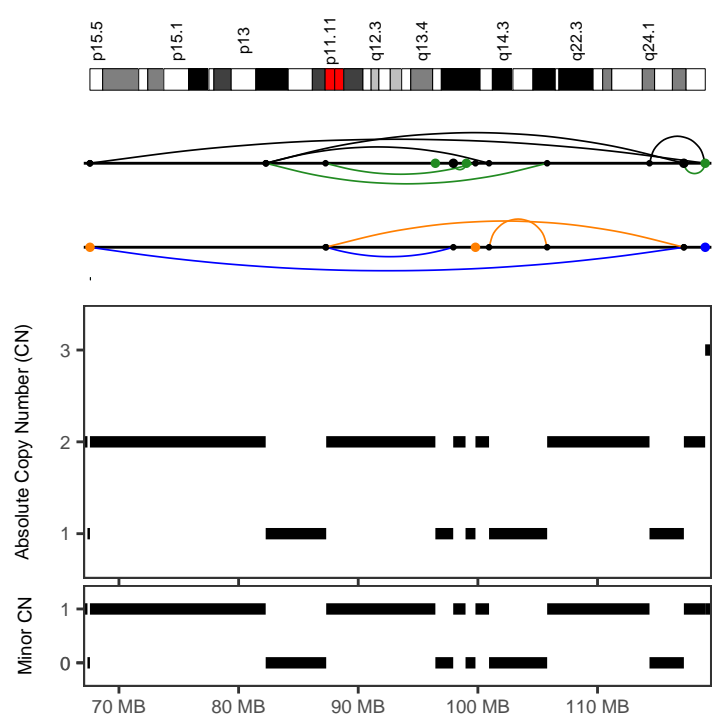 p15.5
p15.1
p13
p11.11
q12.3
q13.4
q14.3
q22.3
q24.1
Absolute Copy Number (CN)
3
2
1
Minor CN
1
0
70 MB
80 MB
90 MB
100 MB
110 MB